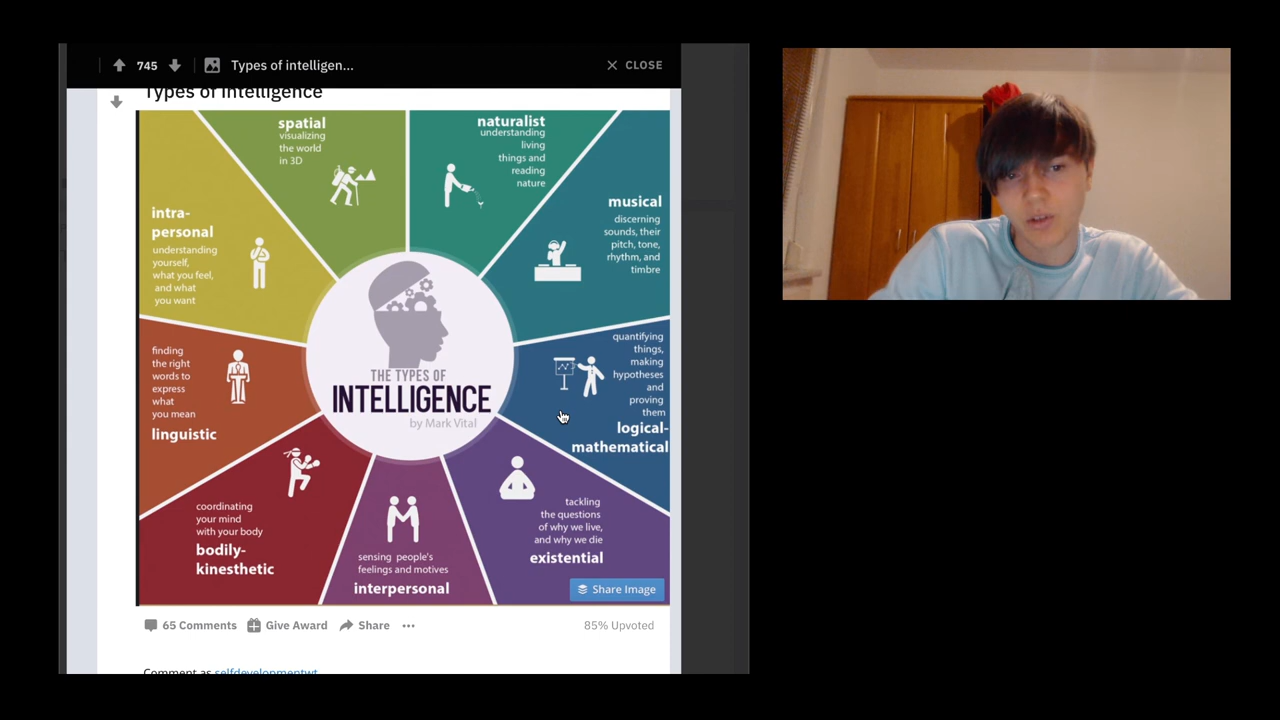 745
Types of intelligen...
CLOSE
Types of Intelligence
spatial
visualizing
the world
in 3D
naturalist
understanding
living
things and
reading
nature
musical
discerning
sounds, their
pitch, tone,
rhythm, and
timbre
intra-
personal
understanding
yourself,
what you feel,
and what
you want
quantifying
things,
making
hypotheses
and
proving
them
logical-
mathematical
THE TYPES OF
INTELLIGENCE
by Mark Vital
finding
the right
words to
express
what
you mean
linguistic
coordinating
your mind
with your body
bodily-
kinesthetic
sensing people's
feelings and motives
interpersonal
tackling
the questions
of why we live,
and why we die
existential
Share Image
65 Comments
Give Award
Share
85% Upvoted
Comment as selfdevelopmentwt